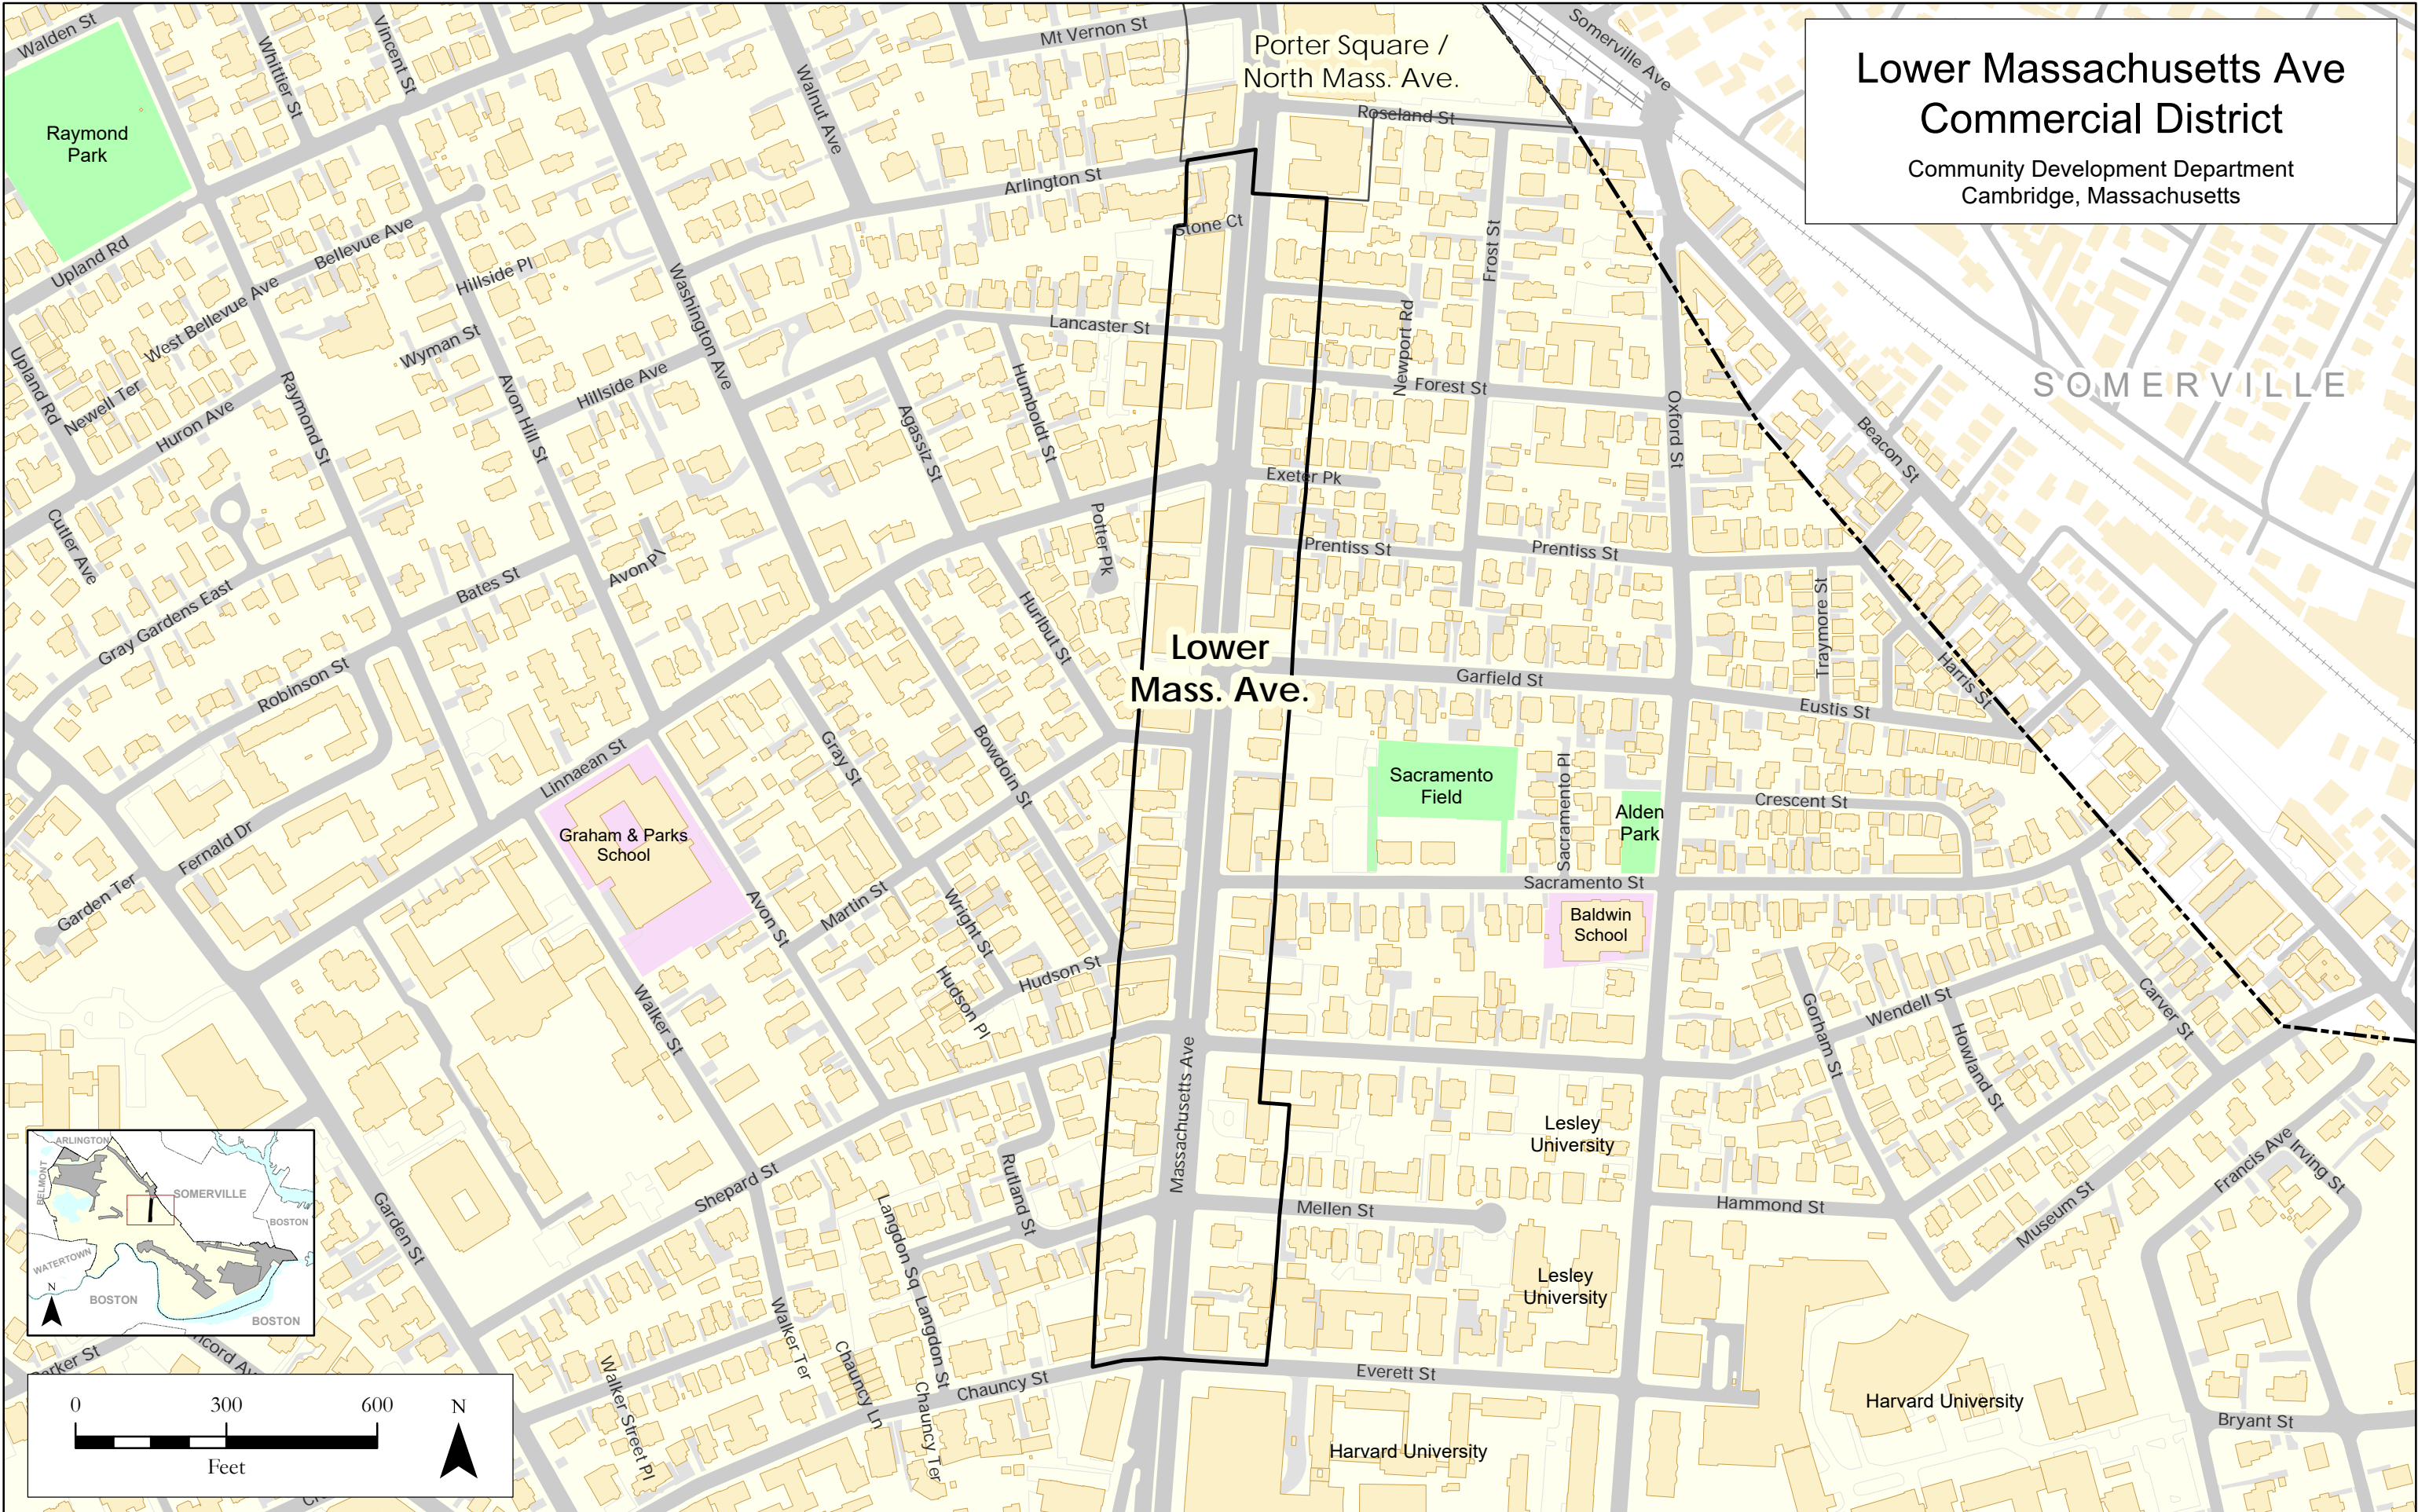 Lower Massachusetts Ave
Commercial District
Community Development Department
Cambridge, Massachusetts
Porter Square /
North Mass. Ave.
Lower
Mass. Ave.
SOMERVILLE
Walden St
Whittier St
Vincent St
Mt Vernon St
Walnut Ave
Somerville Ave
Roseland St
Raymond
Park
Arlington St
Stone Ct
Upland Rd
Bellevue Ave
West Bellevue Ave
Hillside Pl
Washington Ave
Frost St
Newport Rd
Lancaster St
Wyman St
Upland Rd
Newell Ter
Huron Ave
Raymond St
Avon Hill St
Hillside Ave
Agassiz St
Humboldt St
Forest St
Oxford St
Beacon St
Exeter Pk
Potter Pk
Prentiss St
Prentiss St
Cutler Ave
Avon Pl
Bates St
Gray Gardens East
Robinson St
Hurlbut St
Traymore St
Harris St
Garfield St
Eustis St
Linnaean St
Gray St
Bowdoin St
Sacramento
Field
Sacramento Pl
Alden
Park
Crescent St
Graham & Parks
School
Fernald Dr
Garden Ter
Avon St
Martin St
Wright St
Sacramento St
Baldwin
School
Hudson St
Hudson Pl
Walker St
Massachusetts Ave
Gorham St
Wendell St
Howland St
Carver St
Lesley
University
Francis Ave
Irving St
Shepard St
Rutland St
Mellen St
Hammond St
Museum St
Garden St
Langdon Sq
Langdon St
Lesley
University
Walker Ter
Chauncy Ln
Chauncy Ter
Chauncy St
Everett St
Walker Street Pl
Harvard University
Harvard University
Bryant St
ARLINGTON
BELMONT
SOMERVILLE
BOSTON
WATERTOWN
N
BOSTON
BOSTON
0 300 600
Feet
N